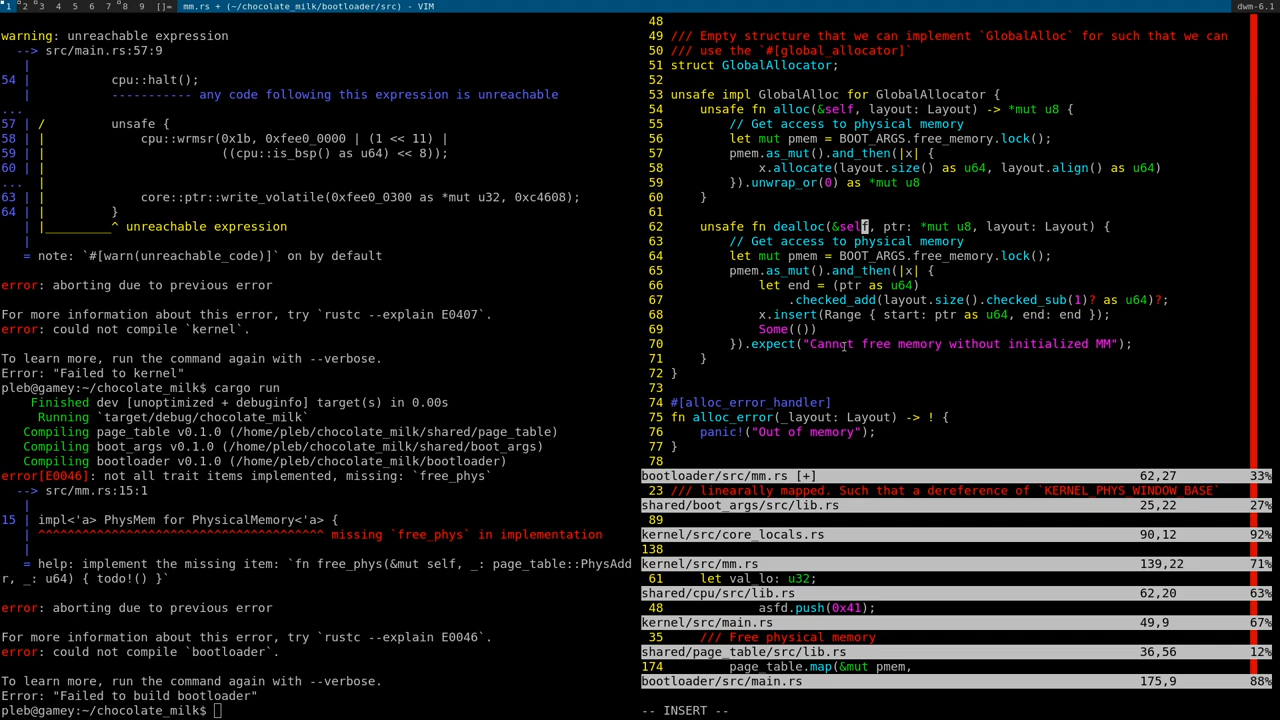 1 2 3 4 5 6 7 8 9 []= mm.rs + (~/chocolate_milk/bootloader/src) - VIM dwm-6.1
warning: unreachable expression
--> src/main.rs:57:9
|
54 | cpu::halt();
| ----------- any code following this expression is unreachable
...
57 | / unsafe {
58 | | cpu::wrmsr(0x1b, 0xfee0_0000 | (1 << 11) |
59 | | ((cpu::is_bsp() as u64) << 8));
60 | |
... |
63 | | core::ptr::write_volatile(0xfee0_0300 as *mut u32, 0xc4608);
64 | | }
| |_________^ unreachable expression
|
= note: `#[warn(unreachable_code)]` on by default
error: aborting due to previous error
For more information about this error, try `rustc --explain E0407`.
error: could not compile `kernel`.
To learn more, run the command again with --verbose.
Error: "Failed to kernel"
pleb@gamey:~/chocolate_milk$ cargo run
Finished dev [unoptimized + debuginfo] target(s) in 0.00s
Running `target/debug/chocolate_milk`
Compiling page_table v0.1.0 (/home/pleb/chocolate_milk/shared/page_table)
Compiling boot_args v0.1.0 (/home/pleb/chocolate_milk/shared/boot_args)
Compiling bootloader v0.1.0 (/home/pleb/chocolate_milk/bootloader)
error[E0046]: not all trait items implemented, missing: `free_phys`
--> src/mm.rs:15:1
|
15 | impl<'a> PhysMem for PhysicalMemory<'a> {
| ^^^^^^^^^^^^^^^^^^^^^^^^^^^^^^^^^^^^^^^ missing `free_phys` in implementation
|
= help: implement the missing item: `fn free_phys(&mut self, _: page_table::PhysAdd
r, _: u64) { todo!() }`
error: aborting due to previous error
For more information about this error, try `rustc --explain E0046`.
error: could not compile `bootloader`.
To learn more, run the command again with --verbose.
Error: "Failed to build bootloader"
pleb@gamey:~/chocolate_milk$
48
49 /// Empty structure that we can implement `GlobalAlloc` for such that we can
50 /// use the `#[global_allocator]`
51 struct GlobalAllocator;
52
53 unsafe impl GlobalAlloc for GlobalAllocator {
54 unsafe fn alloc(&self, layout: Layout) -> *mut u8 {
55 // Get access to physical memory
56 let mut pmem = BOOT_ARGS.free_memory.lock();
57 pmem.as_mut().and_then(|x| {
58 x.allocate(layout.size() as u64, layout.align() as u64)
59 }).unwrap_or(0) as *mut u8
60 }
61
62 unsafe fn dealloc(&self, ptr: *mut u8, layout: Layout) {
63 // Get access to physical memory
64 let mut pmem = BOOT_ARGS.free_memory.lock();
65 pmem.as_mut().and_then(|x| {
66 let end = (ptr as u64)
67 .checked_add(layout.size().checked_sub(1)? as u64)?;
68 x.insert(Range { start: ptr as u64, end: end });
69 Some(())
70 }).expect("Cannot free memory without initialized MM");
71 }
72 }
73
74 #[alloc_error_handler]
75 fn alloc_error(_layout: Layout) -> ! {
76 panic!("Out of memory");
77 }
78
bootloader/src/mm.rs [+] 62,27 33%
23 /// linearally mapped. Such that a dereference of `KERNEL_PHYS_WINDOW_BASE`
shared/boot_args/src/lib.rs 25,22 27%
89
kernel/src/core_locals.rs 90,12 92%
138
kernel/src/mm.rs 139,22 71%
61 let val_lo: u32;
shared/cpu/src/lib.rs 62,20 63%
48 asfd.push(0x41);
kernel/src/main.rs 49,9 67%
35 /// Free physical memory
shared/page_table/src/lib.rs 36,56 12%
174 page_table.map(&mut pmem,
bootloader/src/main.rs 175,9 88%
-- INSERT --